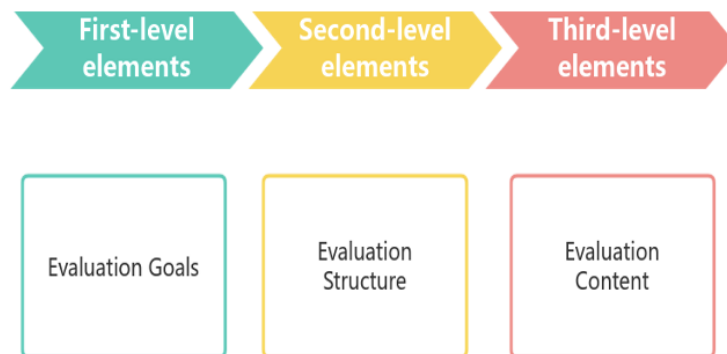 First-level
elements
Second-level
elements
Third-level
elements
Evaluation Goals
Evaluation
Structure
Evaluation
Content